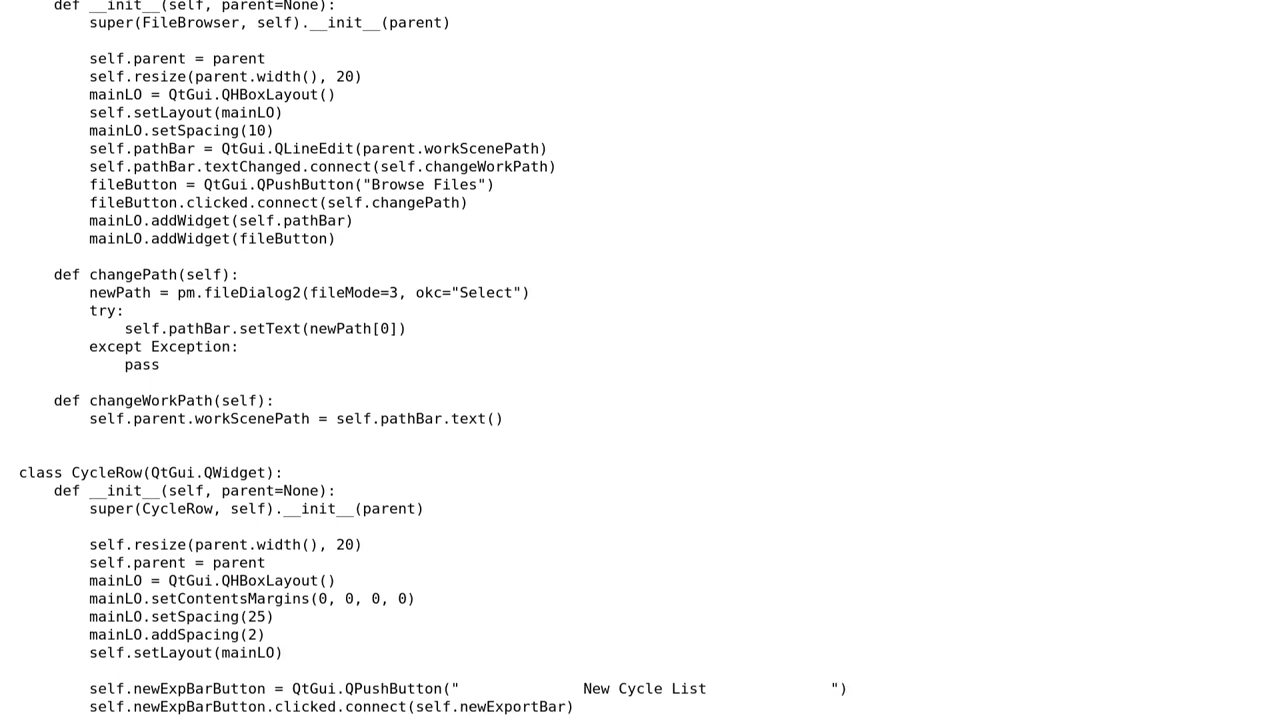 def __init__(self, parent=None):
        super(FileBrowser, self).__init__(parent)

        self.parent = parent
        self.resize(parent.width(), 20)
        mainLO = QtGui.QHBoxLayout()
        self.setLayout(mainLO)
        mainLO.setSpacing(10)
        self.pathBar = QtGui.QLineEdit(parent.workScenePath)
        self.pathBar.textChanged.connect(self.changeWorkPath)
        fileButton = QtGui.QPushButton("Browse Files")
        fileButton.clicked.connect(self.changePath)
        mainLO.addWidget(self.pathBar)
        mainLO.addWidget(fileButton)

    def changePath(self):
        newPath = pm.fileDialog2(fileMode=3, okc="Select")
        try:
            self.pathBar.setText(newPath[0])
        except Exception:
            pass

    def changeWorkPath(self):
        self.parent.workScenePath = self.pathBar.text()


class CycleRow(QtGui.QWidget):
    def __init__(self, parent=None):
        super(CycleRow, self).__init__(parent)

        self.resize(parent.width(), 20)
        self.parent = parent
        mainLO = QtGui.QHBoxLayout()
        mainLO.setContentsMargins(0, 0, 0, 0)
        mainLO.setSpacing(25)
        mainLO.addSpacing(2)
        self.setLayout(mainLO)

        self.newExpBarButton = QtGui.QPushButton("              New Cycle List              ")
        self.newExpBarButton.clicked.connect(self.newExportBar)